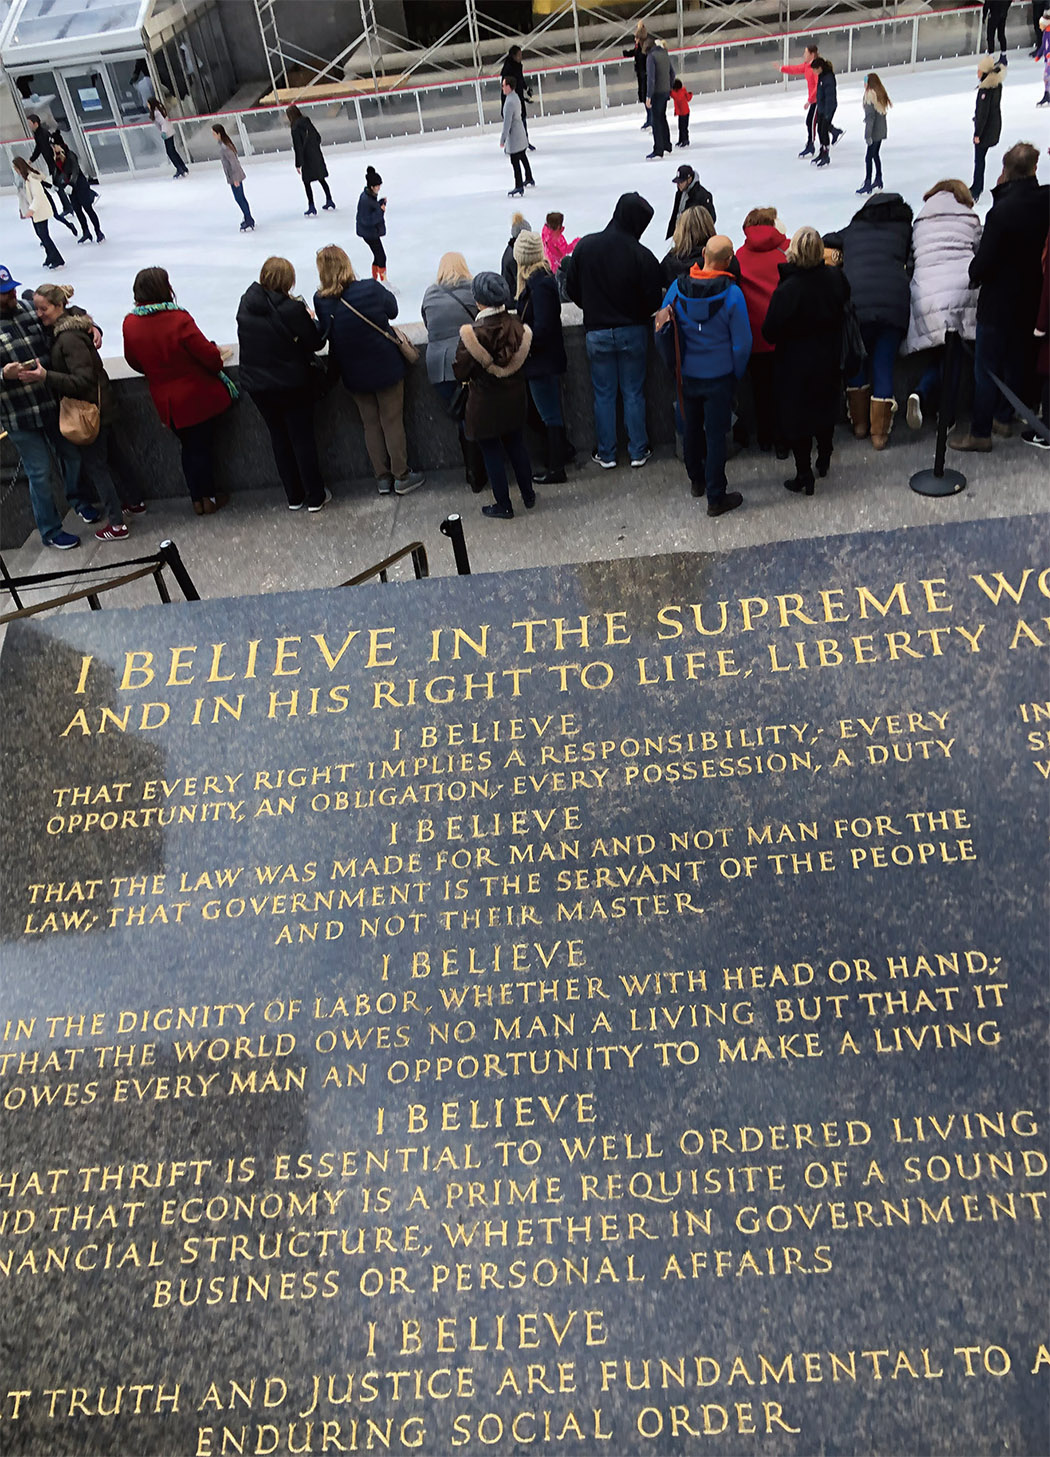 I BELIEVE IN THE SUPREME WO
AND IN HIS RIGHT TO LIFE, LIBERTY A
I BELIEVE
THAT EVERY RIGHT IMPLIES A RESPONSIBILITY; EVERY
OPPORTUNITY, AN OBLIGATION; EVERY POSSESSION, A DUTY
I BELIEVE
THAT THE LAW WAS MADE FOR MAN AND NOT MAN FOR THE
LAW; THAT GOVERNMENT IS THE SERVANT OF THE PEOPLE
AND NOT THEIR MASTER
I BELIEVE
IN THE DIGNITY OF LABOR, WHETHER WITH HEAD OR HAND;
THAT THE WORLD OWES NO MAN A LIVING BUT THAT IT
OWES EVERY MAN AN OPPORTUNITY TO MAKE A LIVING
I BELIEVE
HAT THRIFT IS ESSENTIAL TO WELL ORDERED LIVING
ND THAT ECONOMY IS A PRIME REQUISITE OF A SOUND
NANCIAL STRUCTURE, WHETHER IN GOVERNMENT
BUSINESS OR PERSONAL AFFAIRS
I BELIEVE
T TRUTH AND JUSTICE ARE FUNDAMENTAL TO A
ENDURING SOCIAL ORDER
IN
S
V